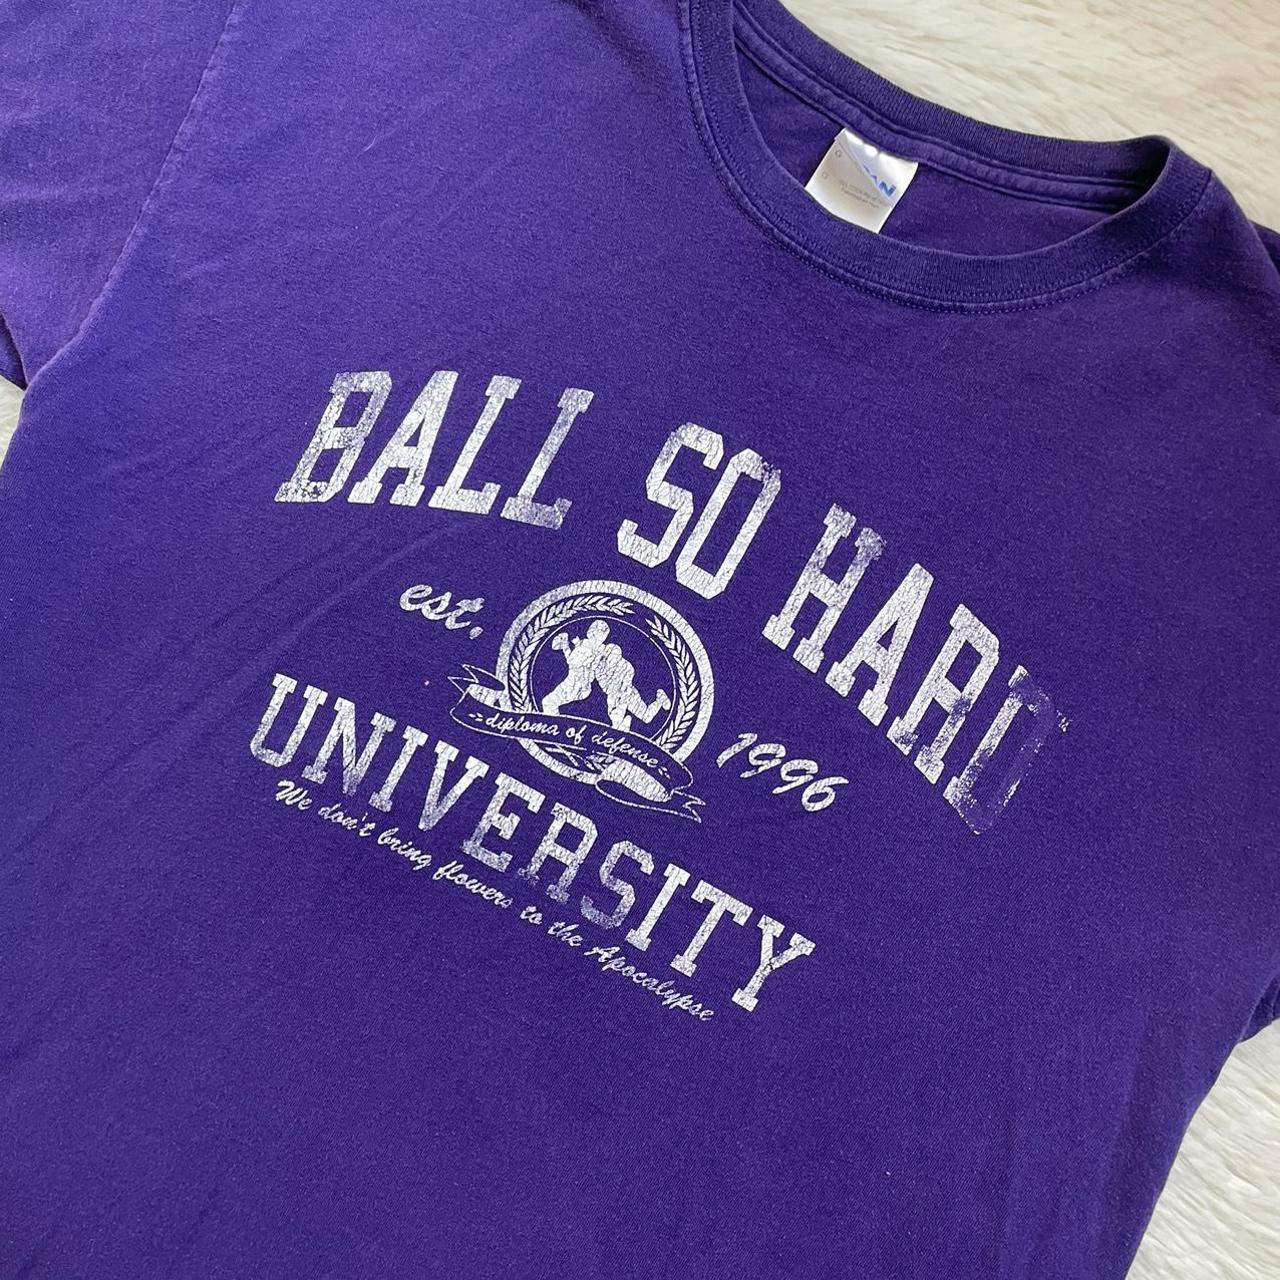 BALL SO HARD
est. 1996
diploma of defense
UNIVERSITY
We don't bring flowers to the Apocalypse